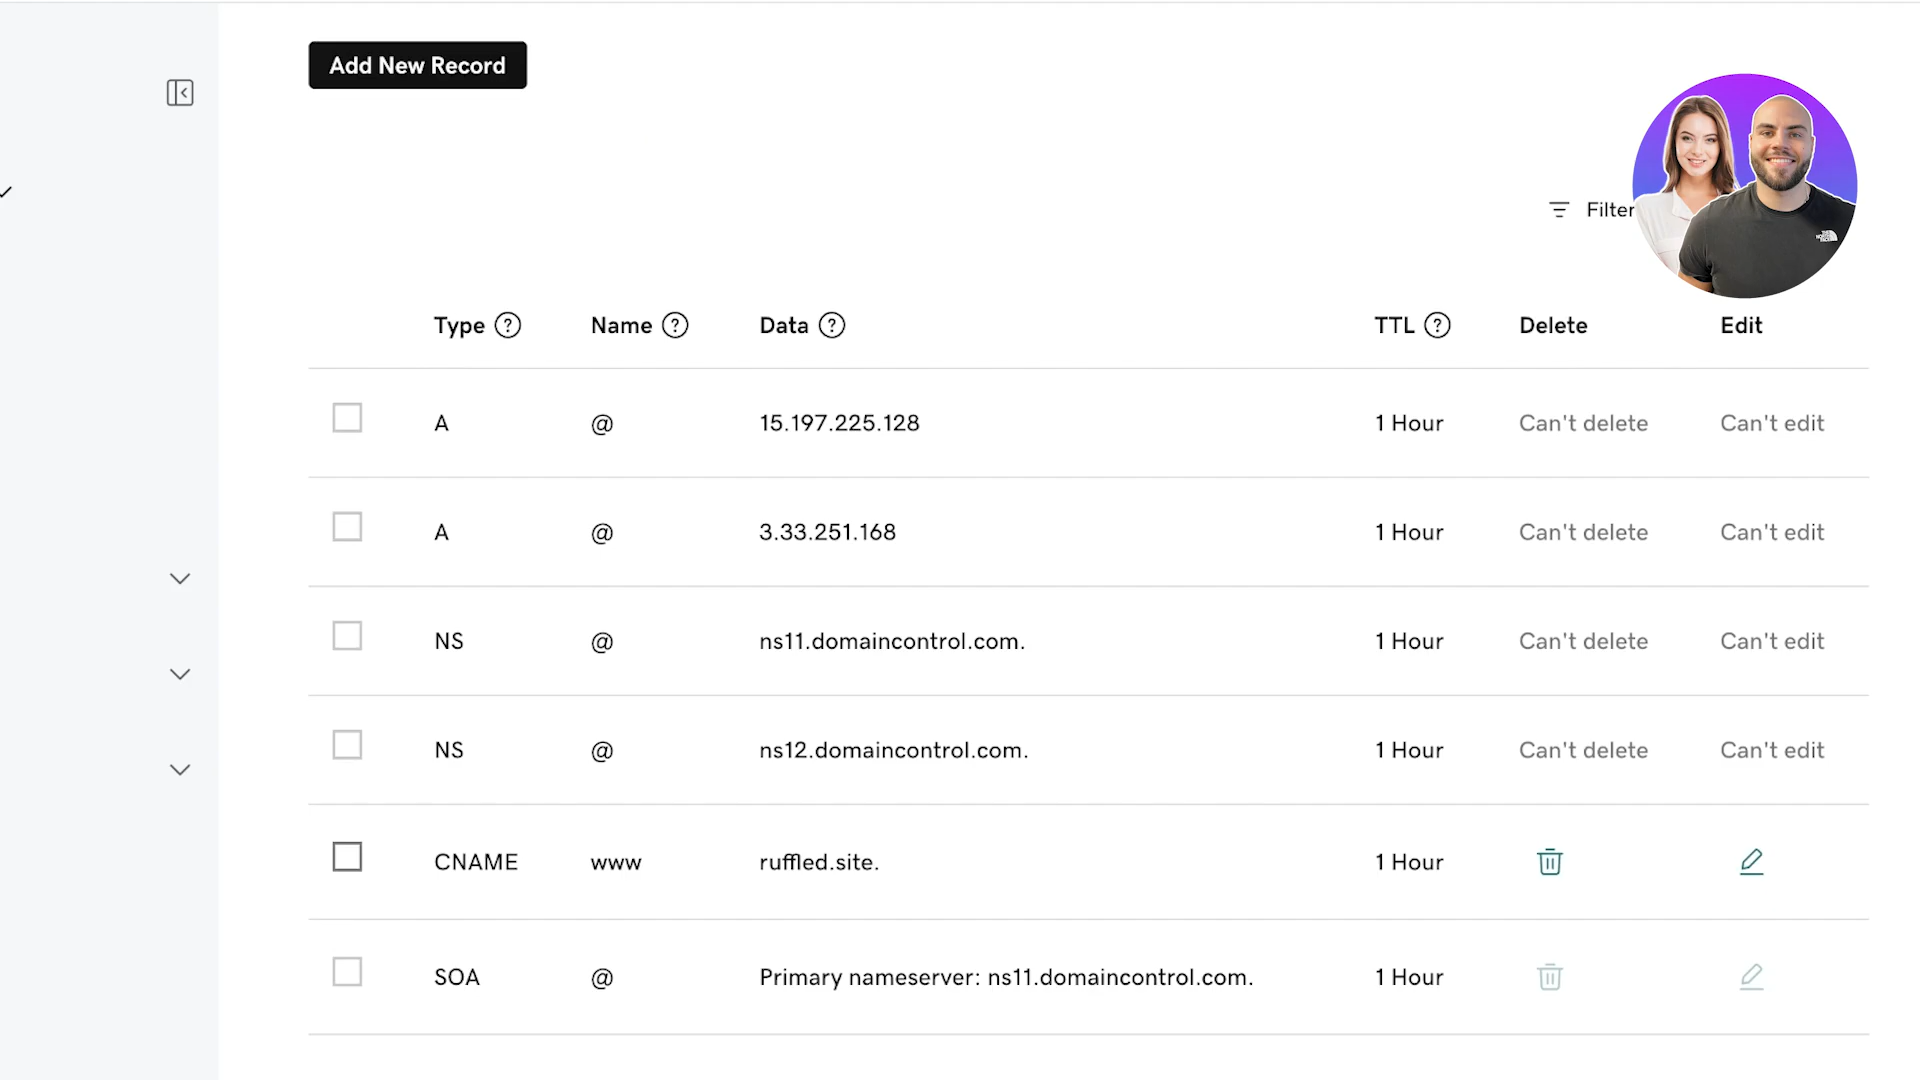 Add New Record
Filter
Type Name Data TTL Delete Edit
A @ 15.197.225.128 1 Hour Can't delete Can't edit
A @ 3.33.251.168 1 Hour Can't delete Can't edit
NS @ ns11.domaincontrol.com. 1 Hour Can't delete Can't edit
NS @ ns12.domaincontrol.com. 1 Hour Can't delete Can't edit
CNAME www ruffled.site. 1 Hour
SOA @ Primary nameserver: ns11.domaincontrol.com. 1 Hour